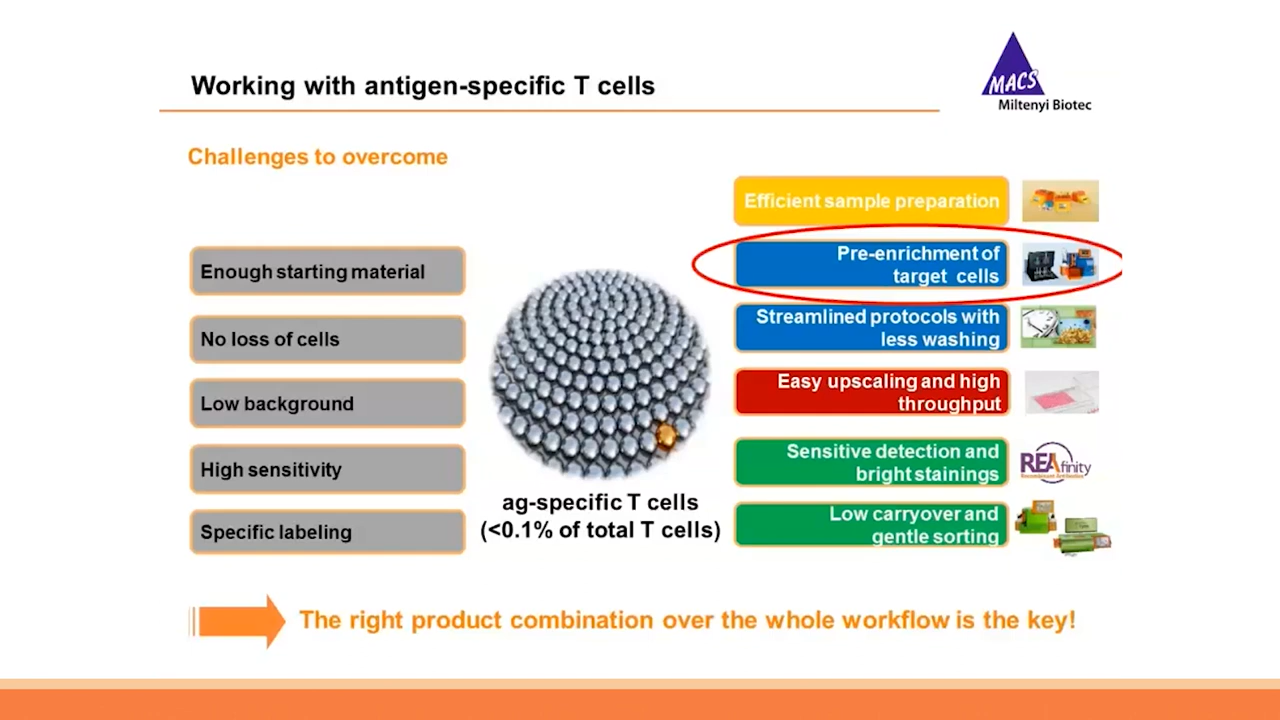 Working with antigen-specific T cells
MACS
Miltenyi Biotec
Challenges to overcome
Enough starting material
No loss of cells
Low background
High sensitivity
Specific labeling
ag-specific T cells
(<0.1% of total T cells)
Efficient sample preparation
Pre-enrichment of
target cells
Streamlined protocols with
less washing
Easy upscaling and high
throughput
Sensitive detection and
bright stainings
REAfinity
Recombinant Antibodies
Low carryover and
gentle sorting
The right product combination over the whole workflow is the key!